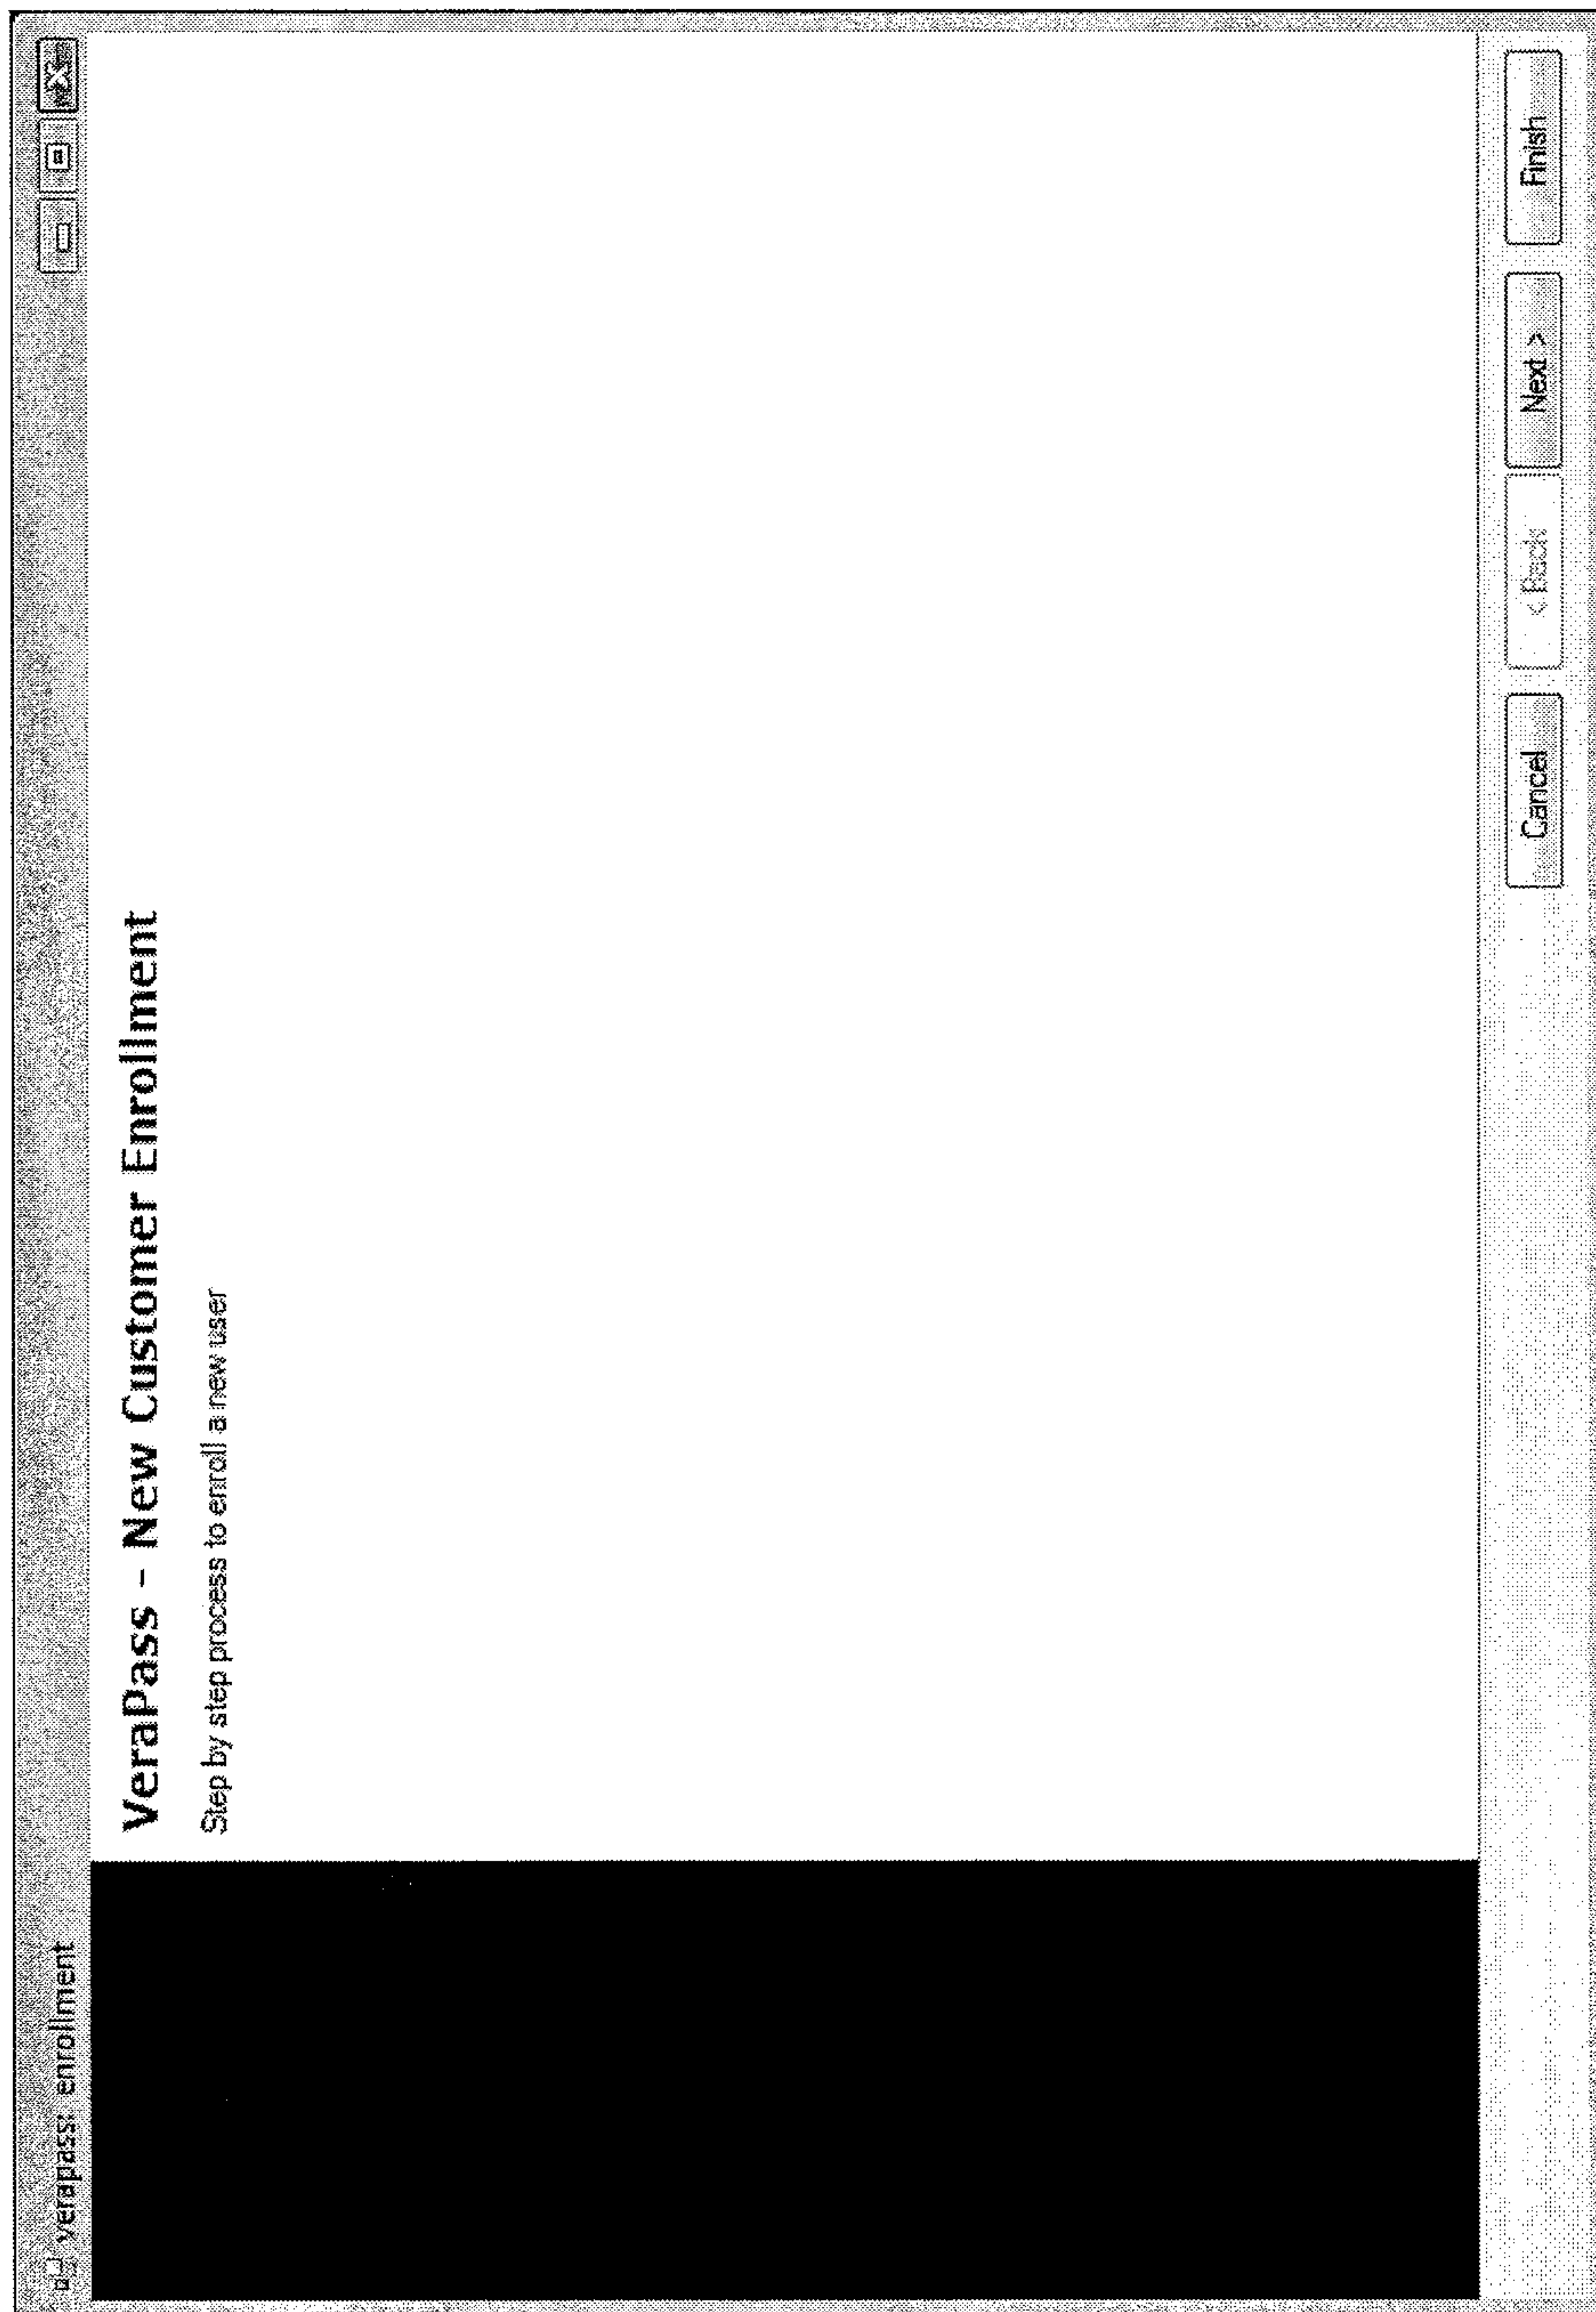 verapass: enrollment
VeraPass - New Customer Enrollment
Step by step process to enroll a new user
Cancel
< Back
Next >
Finish